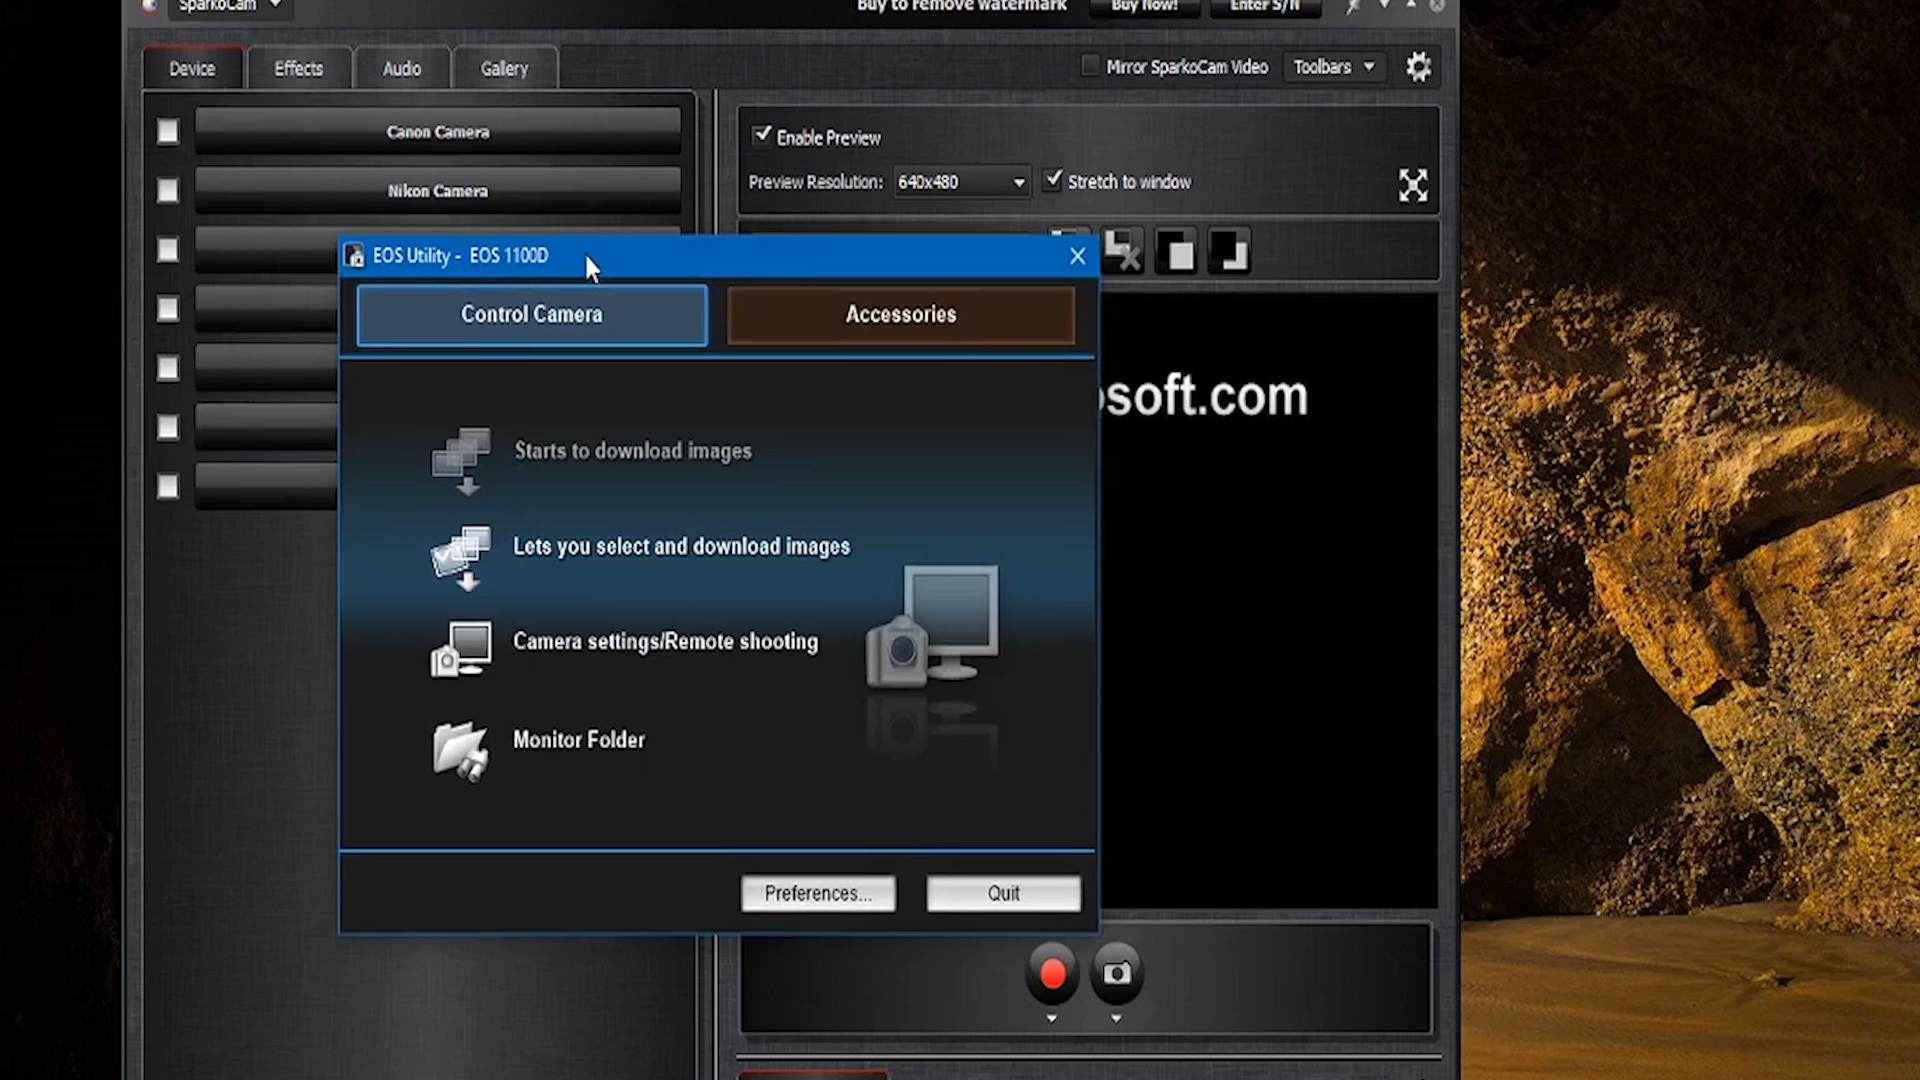 SparkoCam
Buy to remove watermark
Buy Now!
Enter S/N
Device
Effects
Audio
Gallery
Mirror SparkoCam Video
Toolbars
Canon Camera
Nikon Camera
Enable Preview
Preview Resolution:
640x480
Stretch to window
EOS Utility - EOS 1100D
Control Camera
Accessories
osoft.com
Starts to download images
Lets you select and download images
Camera settings/Remote shooting
Monitor Folder
Preferences...
Quit